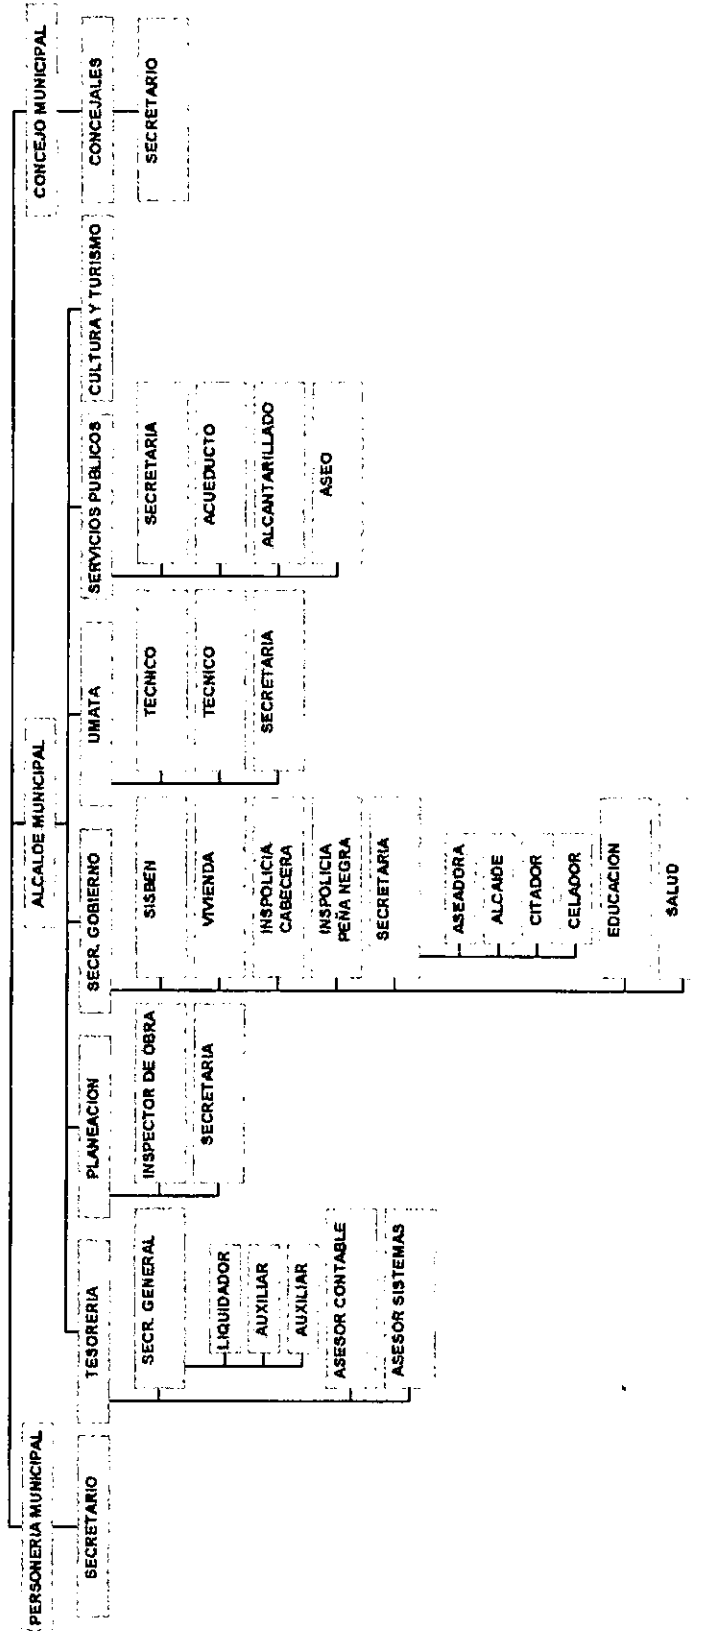 PERSONERIA MUNICIPAL
SECRETARIO
ALCALDE MUNICIPAL
TESORERIA
SECR. GENERAL
LIQUIDADOR
AUXILIAR
AUXILIAR
ASESOR CONTABLE
ASESOR SISTEMAS
PLANEACION
INSPECTOR DE OBRA
SECRETARIA
SECR. GOBIERNO
SISBEN
VIVIENDA
INSPOLICIA
CABECERA
INSPOLICIA
PEÑA NEGRA
SECRETARIA
ASEADORA
ALCAIDE
CITADOR
CELADOR
EDUCACION
SALUD
UMATA
TECNICO
TECNICO
SECRETARIA
SERVICIOS PUBLICOS
SECRETARIA
ACUEDUCTO
ALCANTARILLADO
ASEO
CULTURA Y TURISMO
CONCEJO MUNICIPAL
CONCEJALES
SECRETARIO